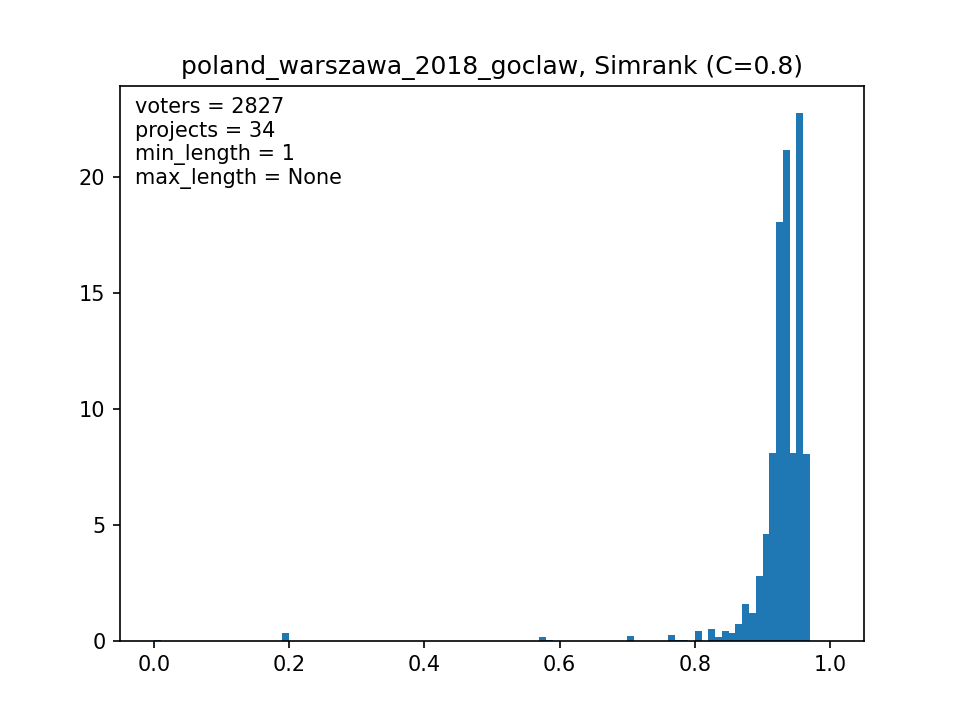 poland_warszawa_2018_goclaw, Simrank (C=0.8)
voters = 2827
projects = 34
min_length = 1
max_length = None
20
15
10
5
0
0.0 0.2 0.4 0.6 0.8 1.0